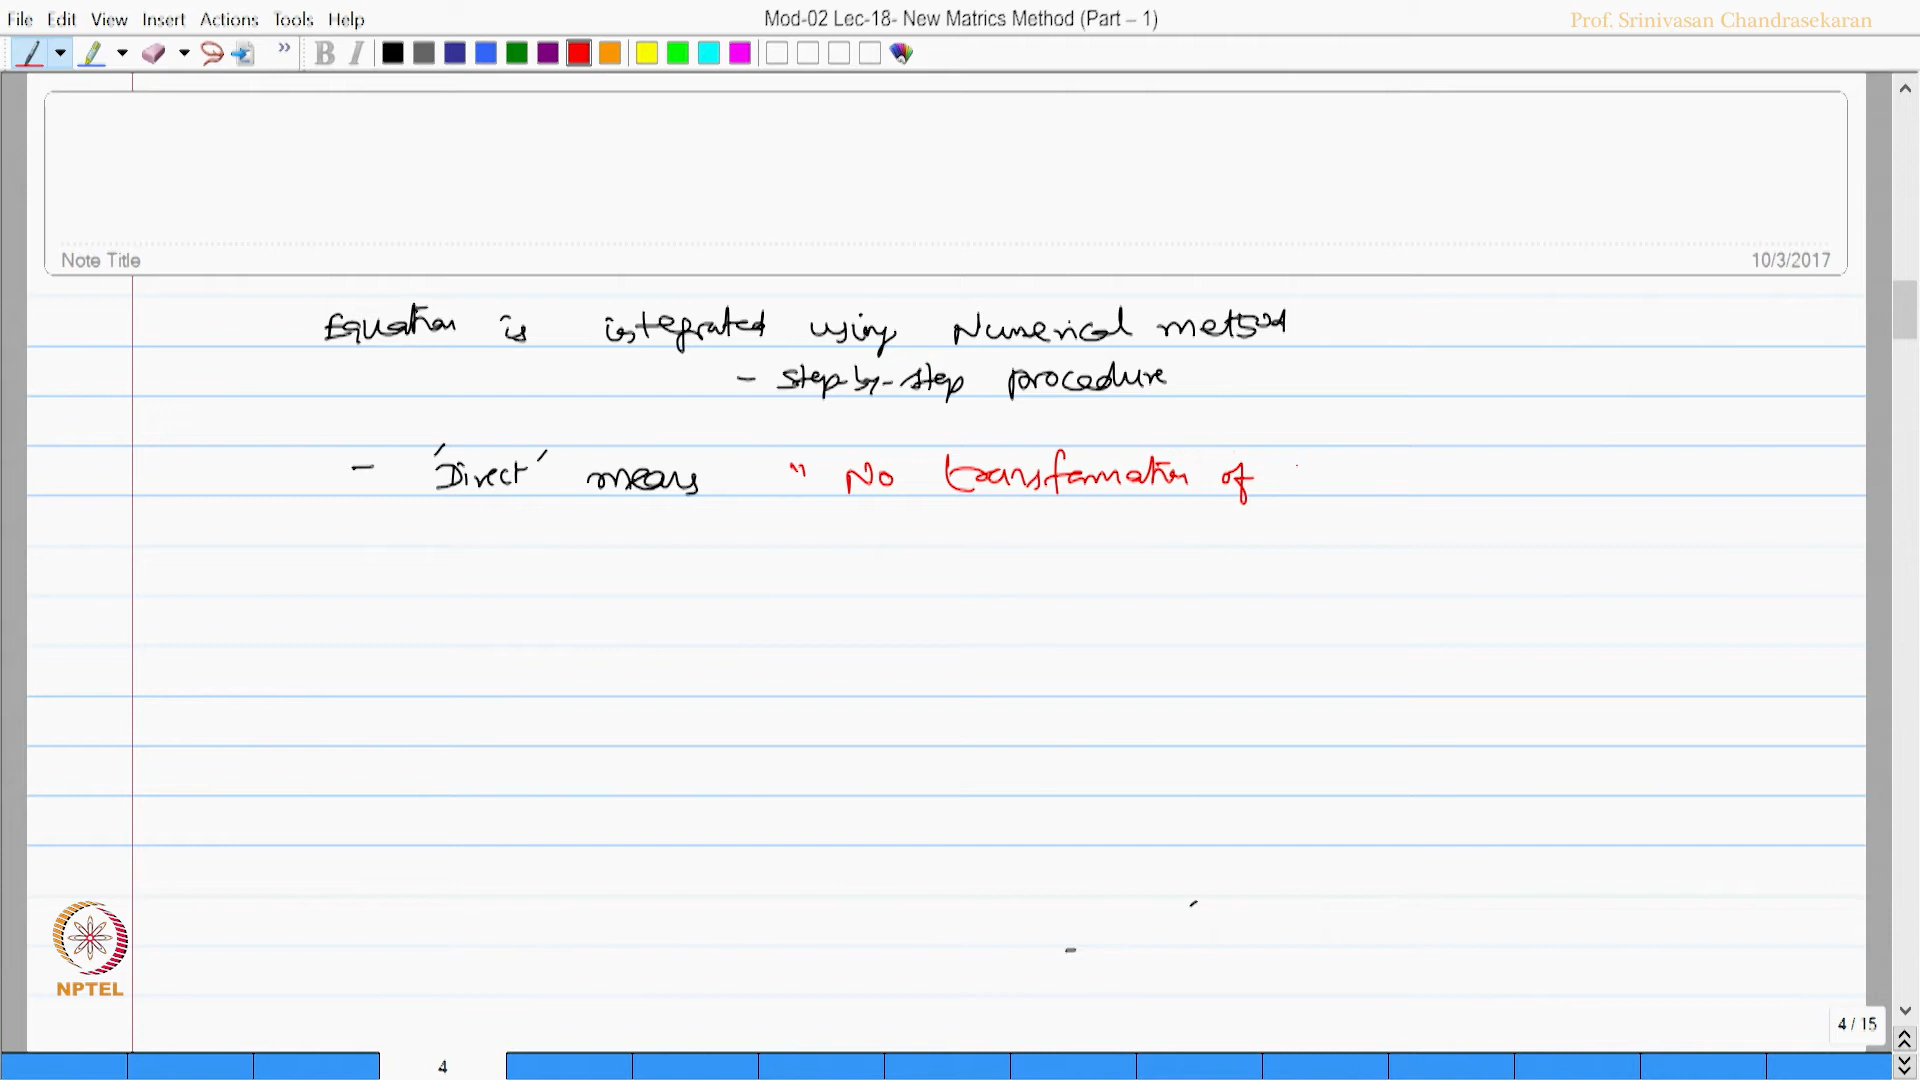 File Edit View Insert Actions Tools Help
Mod-02 Lec-18- New Matrics Method (Part – 1)
Prof. Srinivasan Chandrasekaran
B I
Note Title
10/3/2017
Equation is integrated using Numerical method
- step-by-step procedure
- 'Direct' means " No transformation of
NPTEL
4 / 15
4